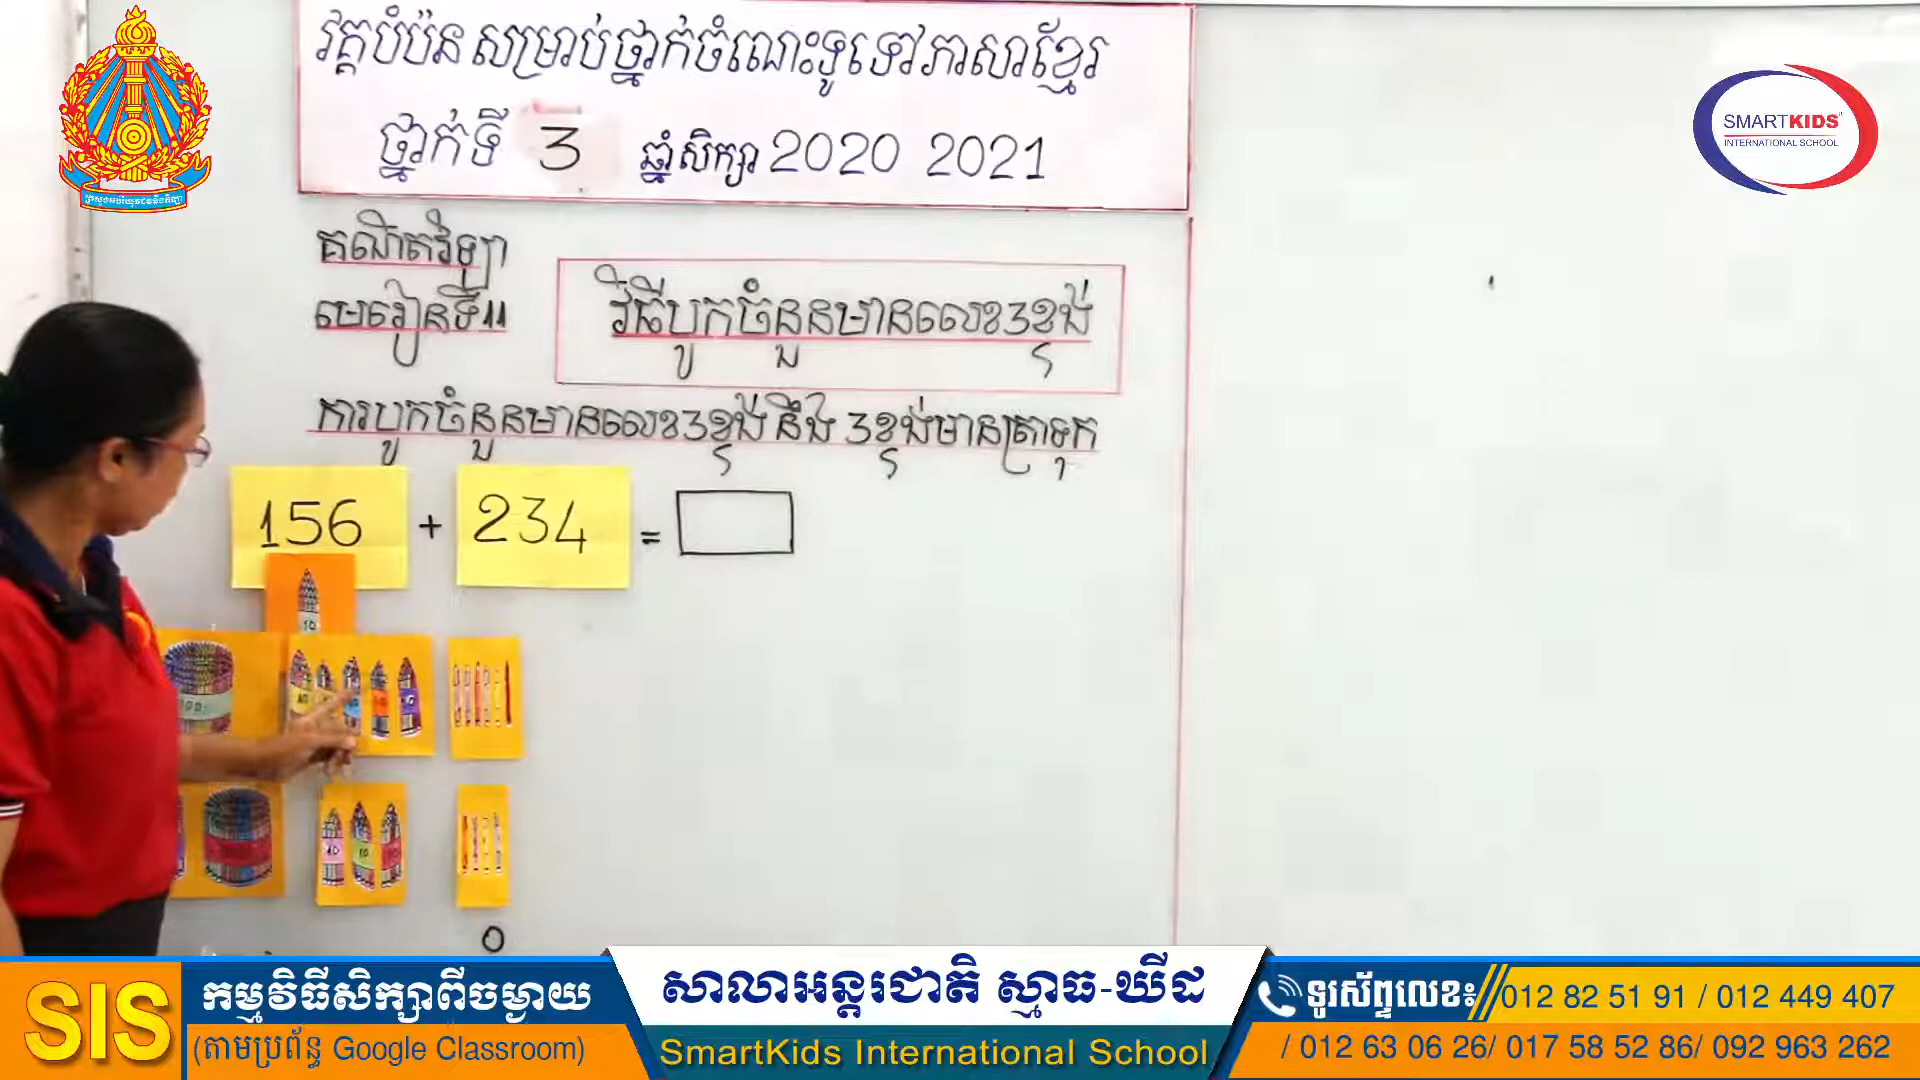 វគ្គបំប៉ន សម្រាប់ថ្នាក់ចំណេះទូទៅភាសាខ្មែរ
ថ្នាក់ទី 3 ឆ្នាំសិក្សា 2020 2021
SMARTKIDS
INTERNATIONAL SCHOOL
គណិតវិទ្យា
មេរៀនទី11
វិធីបូកចំនួនមានលេខ3ខ្ទង់
ការបូកចំនួនមានលេខ3ខ្ទង់ នឹង 3ខ្ទង់មានត្រាទុក
156 + 234 =
10
100
10
10
0
SIS
កម្មវិធីសិក្សាពីចម្ងាយ
(តាមប្រព័ន្ធ Google Classroom)
សាលាអន្តរជាតិ ស្មាធ-ឃីដ
SmartKids International School
ទូរស័ព្ទលេខ៖ 012 82 51 91 / 012 449 407
/ 012 63 06 26/ 017 58 52 86/ 092 963 262